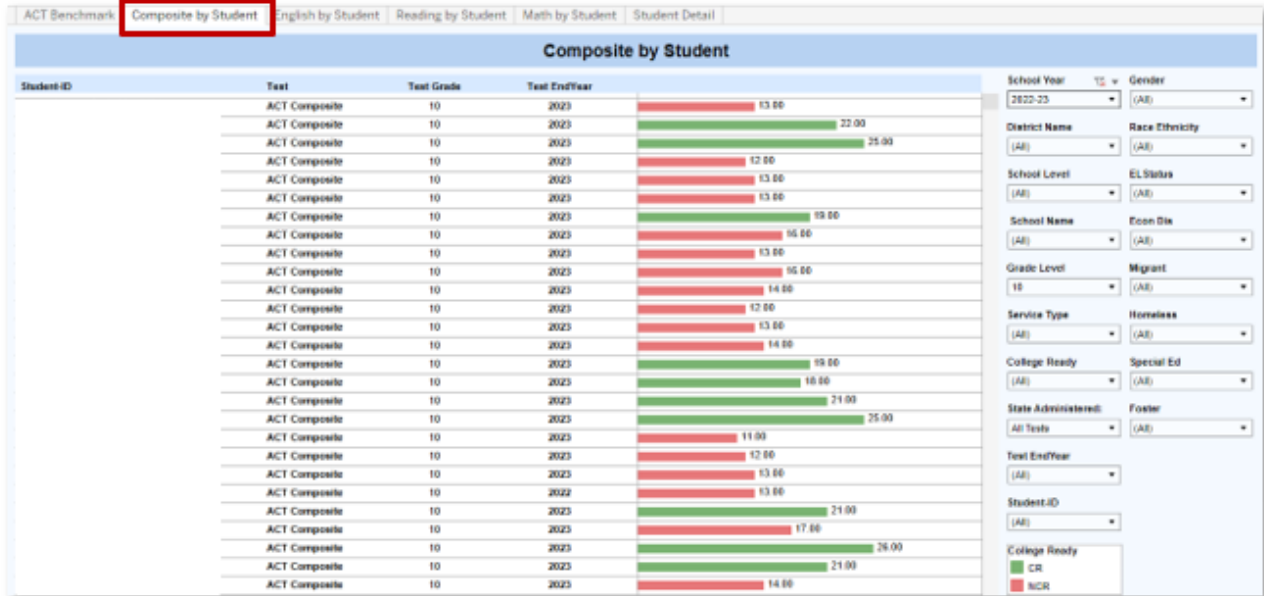 ACT Benchmark Composite by Student English by Student Reading by Student Math by Student Student Detail
Composite by Student
Student-ID Test Test Grade Test EndYear
ACT Composite 10 2023 13.00
ACT Composite 10 2023 22.00
ACT Composite 10 2023 25.00
ACT Composite 10 2023 12.00
ACT Composite 10 2023 13.00
ACT Composite 10 2023 13.00
ACT Composite 10 2023 19.00
ACT Composite 10 2023 16.00
ACT Composite 10 2023 13.00
ACT Composite 10 2023 16.00
ACT Composite 10 2023 14.00
ACT Composite 10 2023 12.00
ACT Composite 10 2023 13.00
ACT Composite 10 2023 14.00
ACT Composite 10 2023 19.00
ACT Composite 10 2023 18.00
ACT Composite 10 2023 21.00
ACT Composite 10 2023 25.00
ACT Composite 10 2023 11.00
ACT Composite 10 2023 12.00
ACT Composite 10 2023 13.00
ACT Composite 10 2022 13.00
ACT Composite 10 2023 21.00
ACT Composite 10 2023 17.00
ACT Composite 10 2023 26.00
ACT Composite 10 2023 21.00
ACT Composite 10 2023 14.00
School Year Gender
2022-23 (All)
District Name Race Ethnicity
(All) (All)
School Level ELStatus
(All) (All)
School Name Econ Dis
(All) (All)
Grade Level Migrant
10 (All)
Service Type Homeless
(All) (All)
College Ready Special Ed
(All) (All)
State Administered: Foster
All Tests (All)
Test EndYear
(All)
Student-ID
(All)
College Ready
CR
NCR